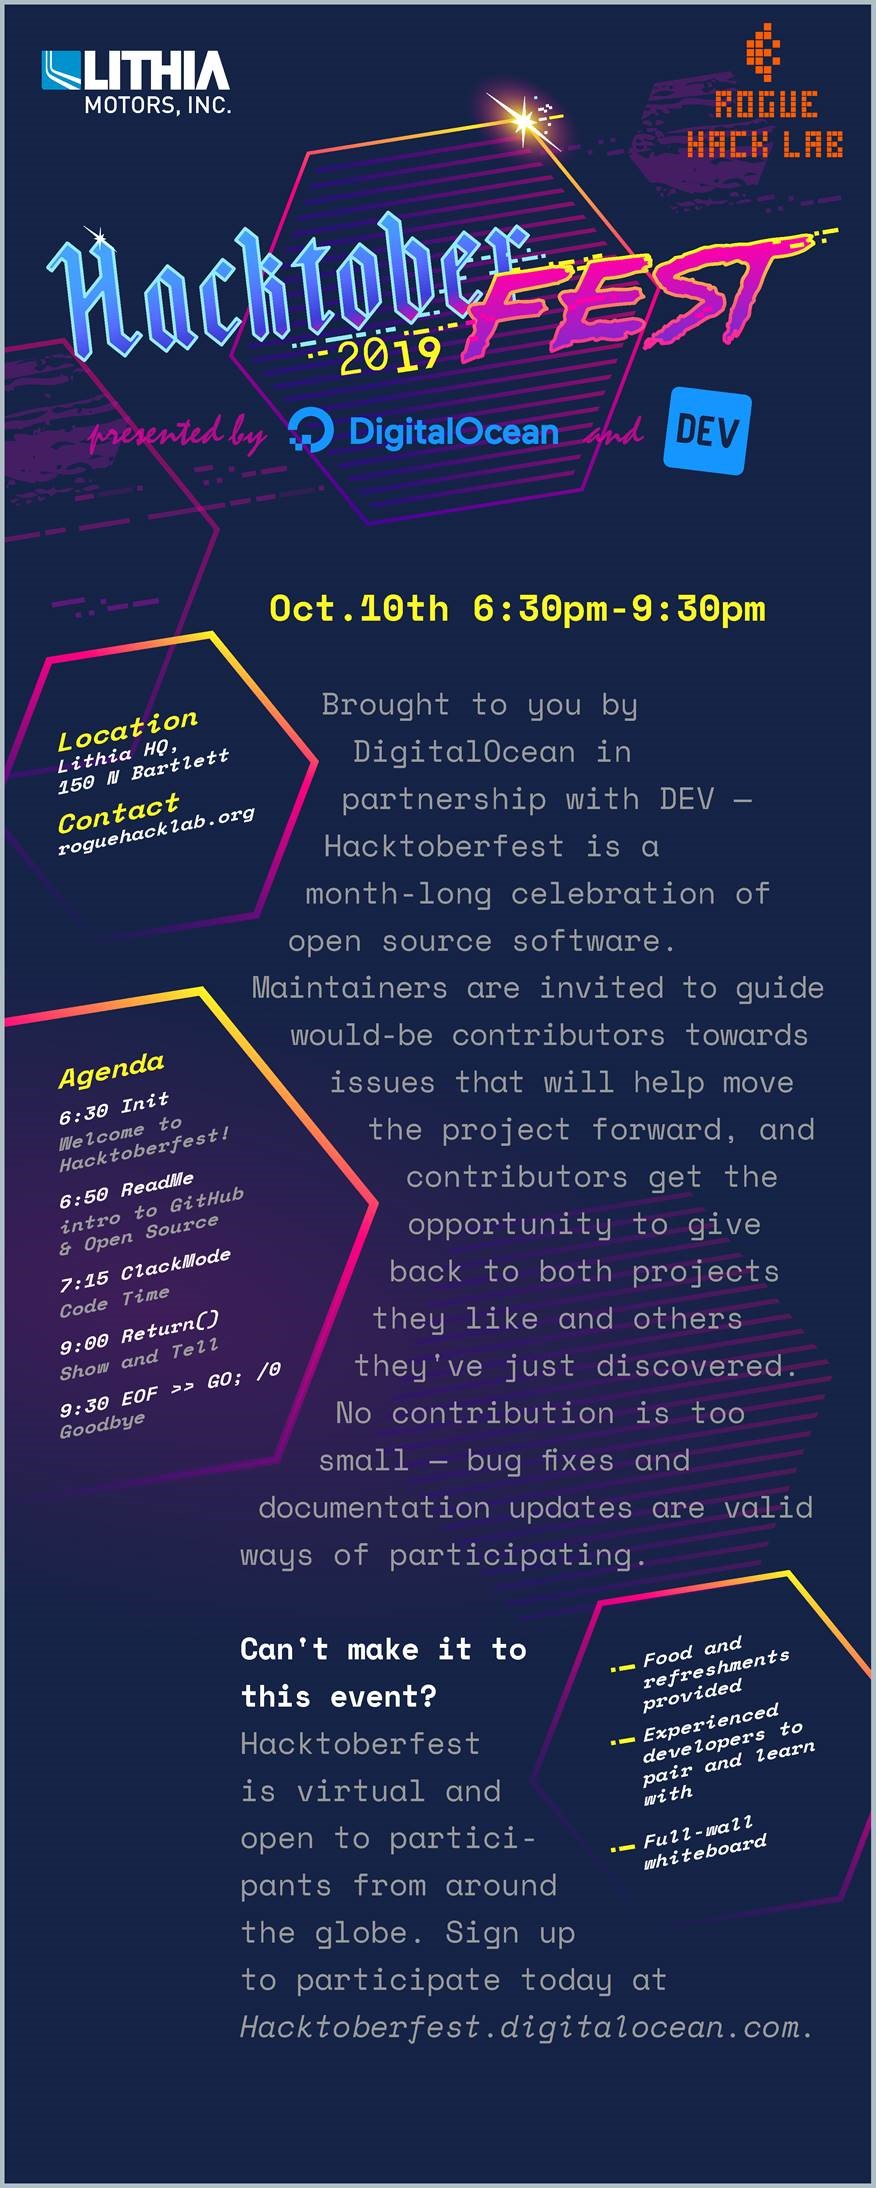 LITHIA
MOTORS, INC.
ROGUE
HACK LAB
Hacktober
FEST
2019
presented by DigitalOcean and DEV
Oct.10th 6:30pm-9:30pm
Location
Lithia HQ,
150 N Bartlett
Contact
roguehacklab.org
Brought to you by
DigitalOcean in
partnership with DEV —
Hacktoberfest is a
month-long celebration of
open source software.
Maintainers are invited to guide
would-be contributors towards
issues that will help move
the project forward, and
contributors get the
opportunity to give
back to both projects
they like and others
they've just discovered.
No contribution is too
small — bug fixes and
documentation updates are valid
ways of participating.
Agenda
6:30 Init
Welcome to
Hacktoberfest!
6:50 ReadMe
intro to GitHub
& Open Source
7:15 ClackMode
Code Time
9:00 Return()
Show and Tell
9:30 EOF >> GO; /0
Goodbye
Can't make it to
this event?
Hacktoberfest
is virtual and
open to partici-
pants from around
the globe. Sign up
to participate today at
Hacktoberfest.digitalocean.com.
Food and
refreshments
provided
Experienced
developers to
pair and learn
with
Full-wall
whiteboard